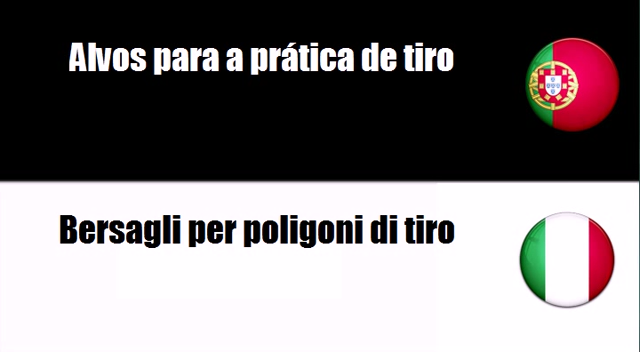 Alvos para a prática de tiro
Bersagli per poligoni di tiro